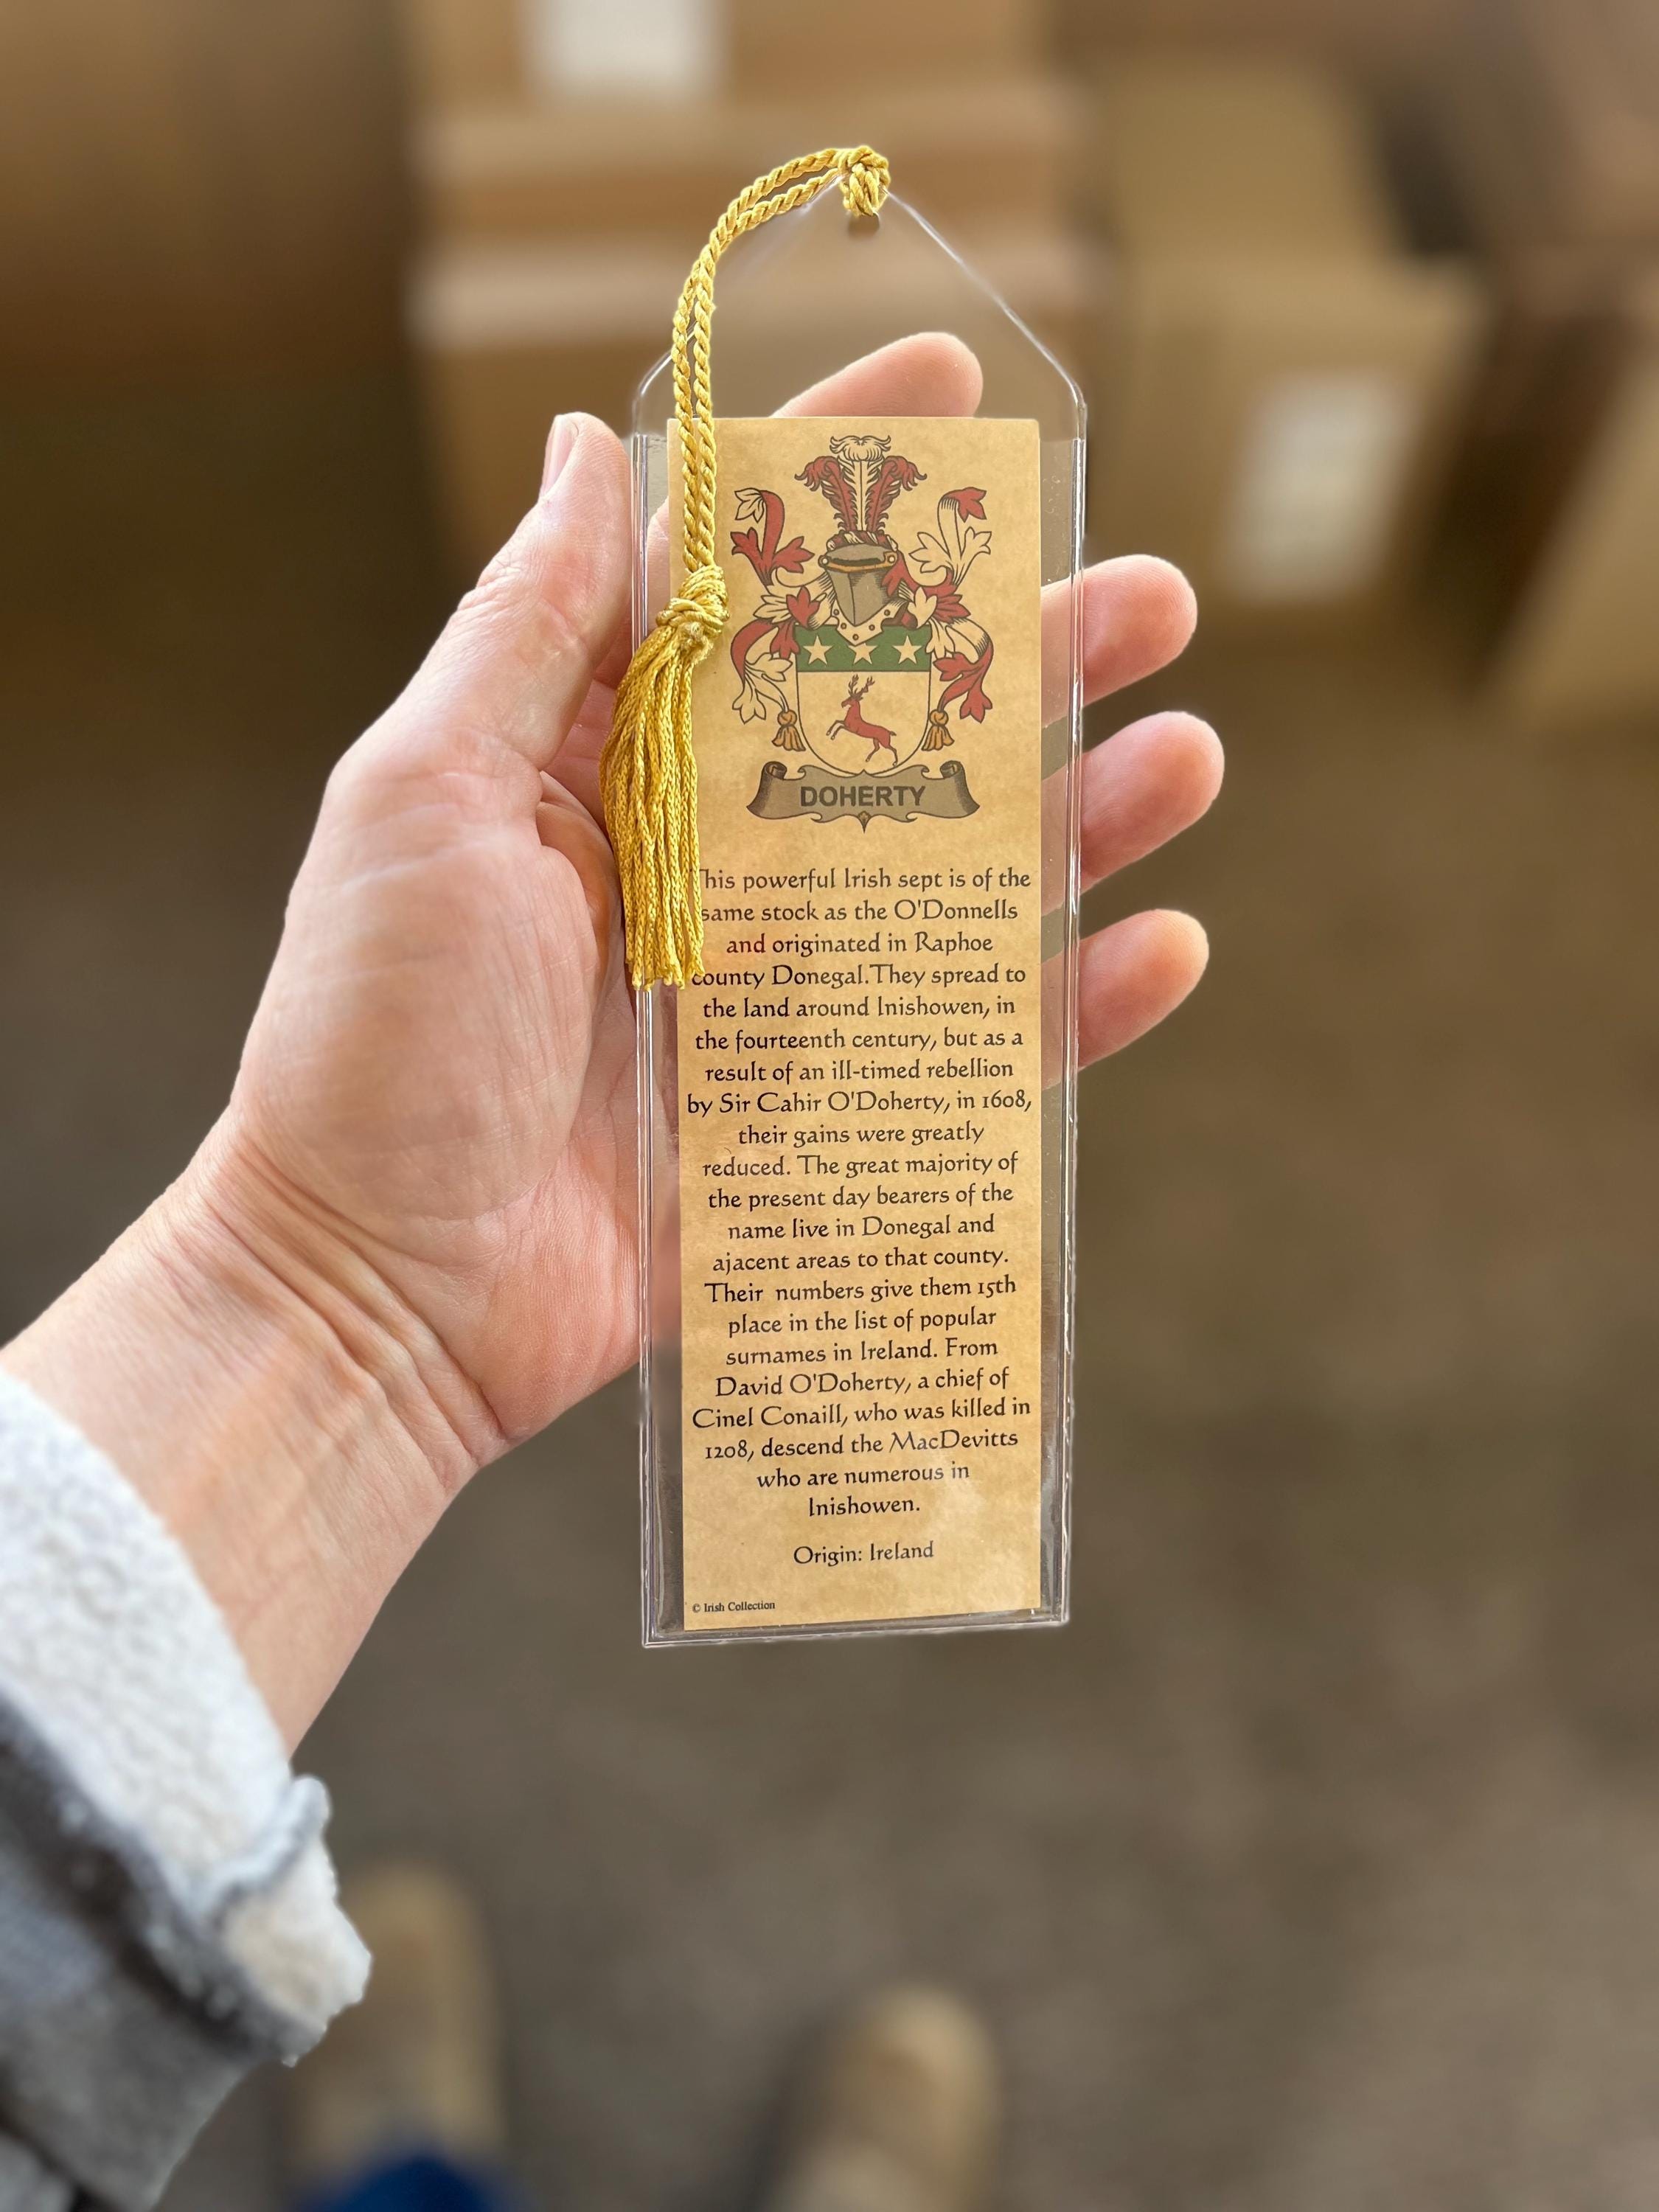 DOHERTY
This powerful Irish sept is of the
same stock as the O'Donnells
and originated in Raphoe
county Donegal.They spread to
the land around Inishowen, in
the fourteenth century, but as a
result of an ill-timed rebellion
by Sir Cahir O'Doherty, in 1608,
their gains were greatly
reduced. The great majority of
the present day bearers of the
name live in Donegal and
ajacent areas to that county.
Their numbers give them 15th
place in the list of popular
surnames in Ireland. From
David O'Doherty, a chief of
Cinel Conaill, who was killed in
1208, descend the MacDevitts
who are numerous in
Inishowen.
Origin: Ireland
© Irish Collection